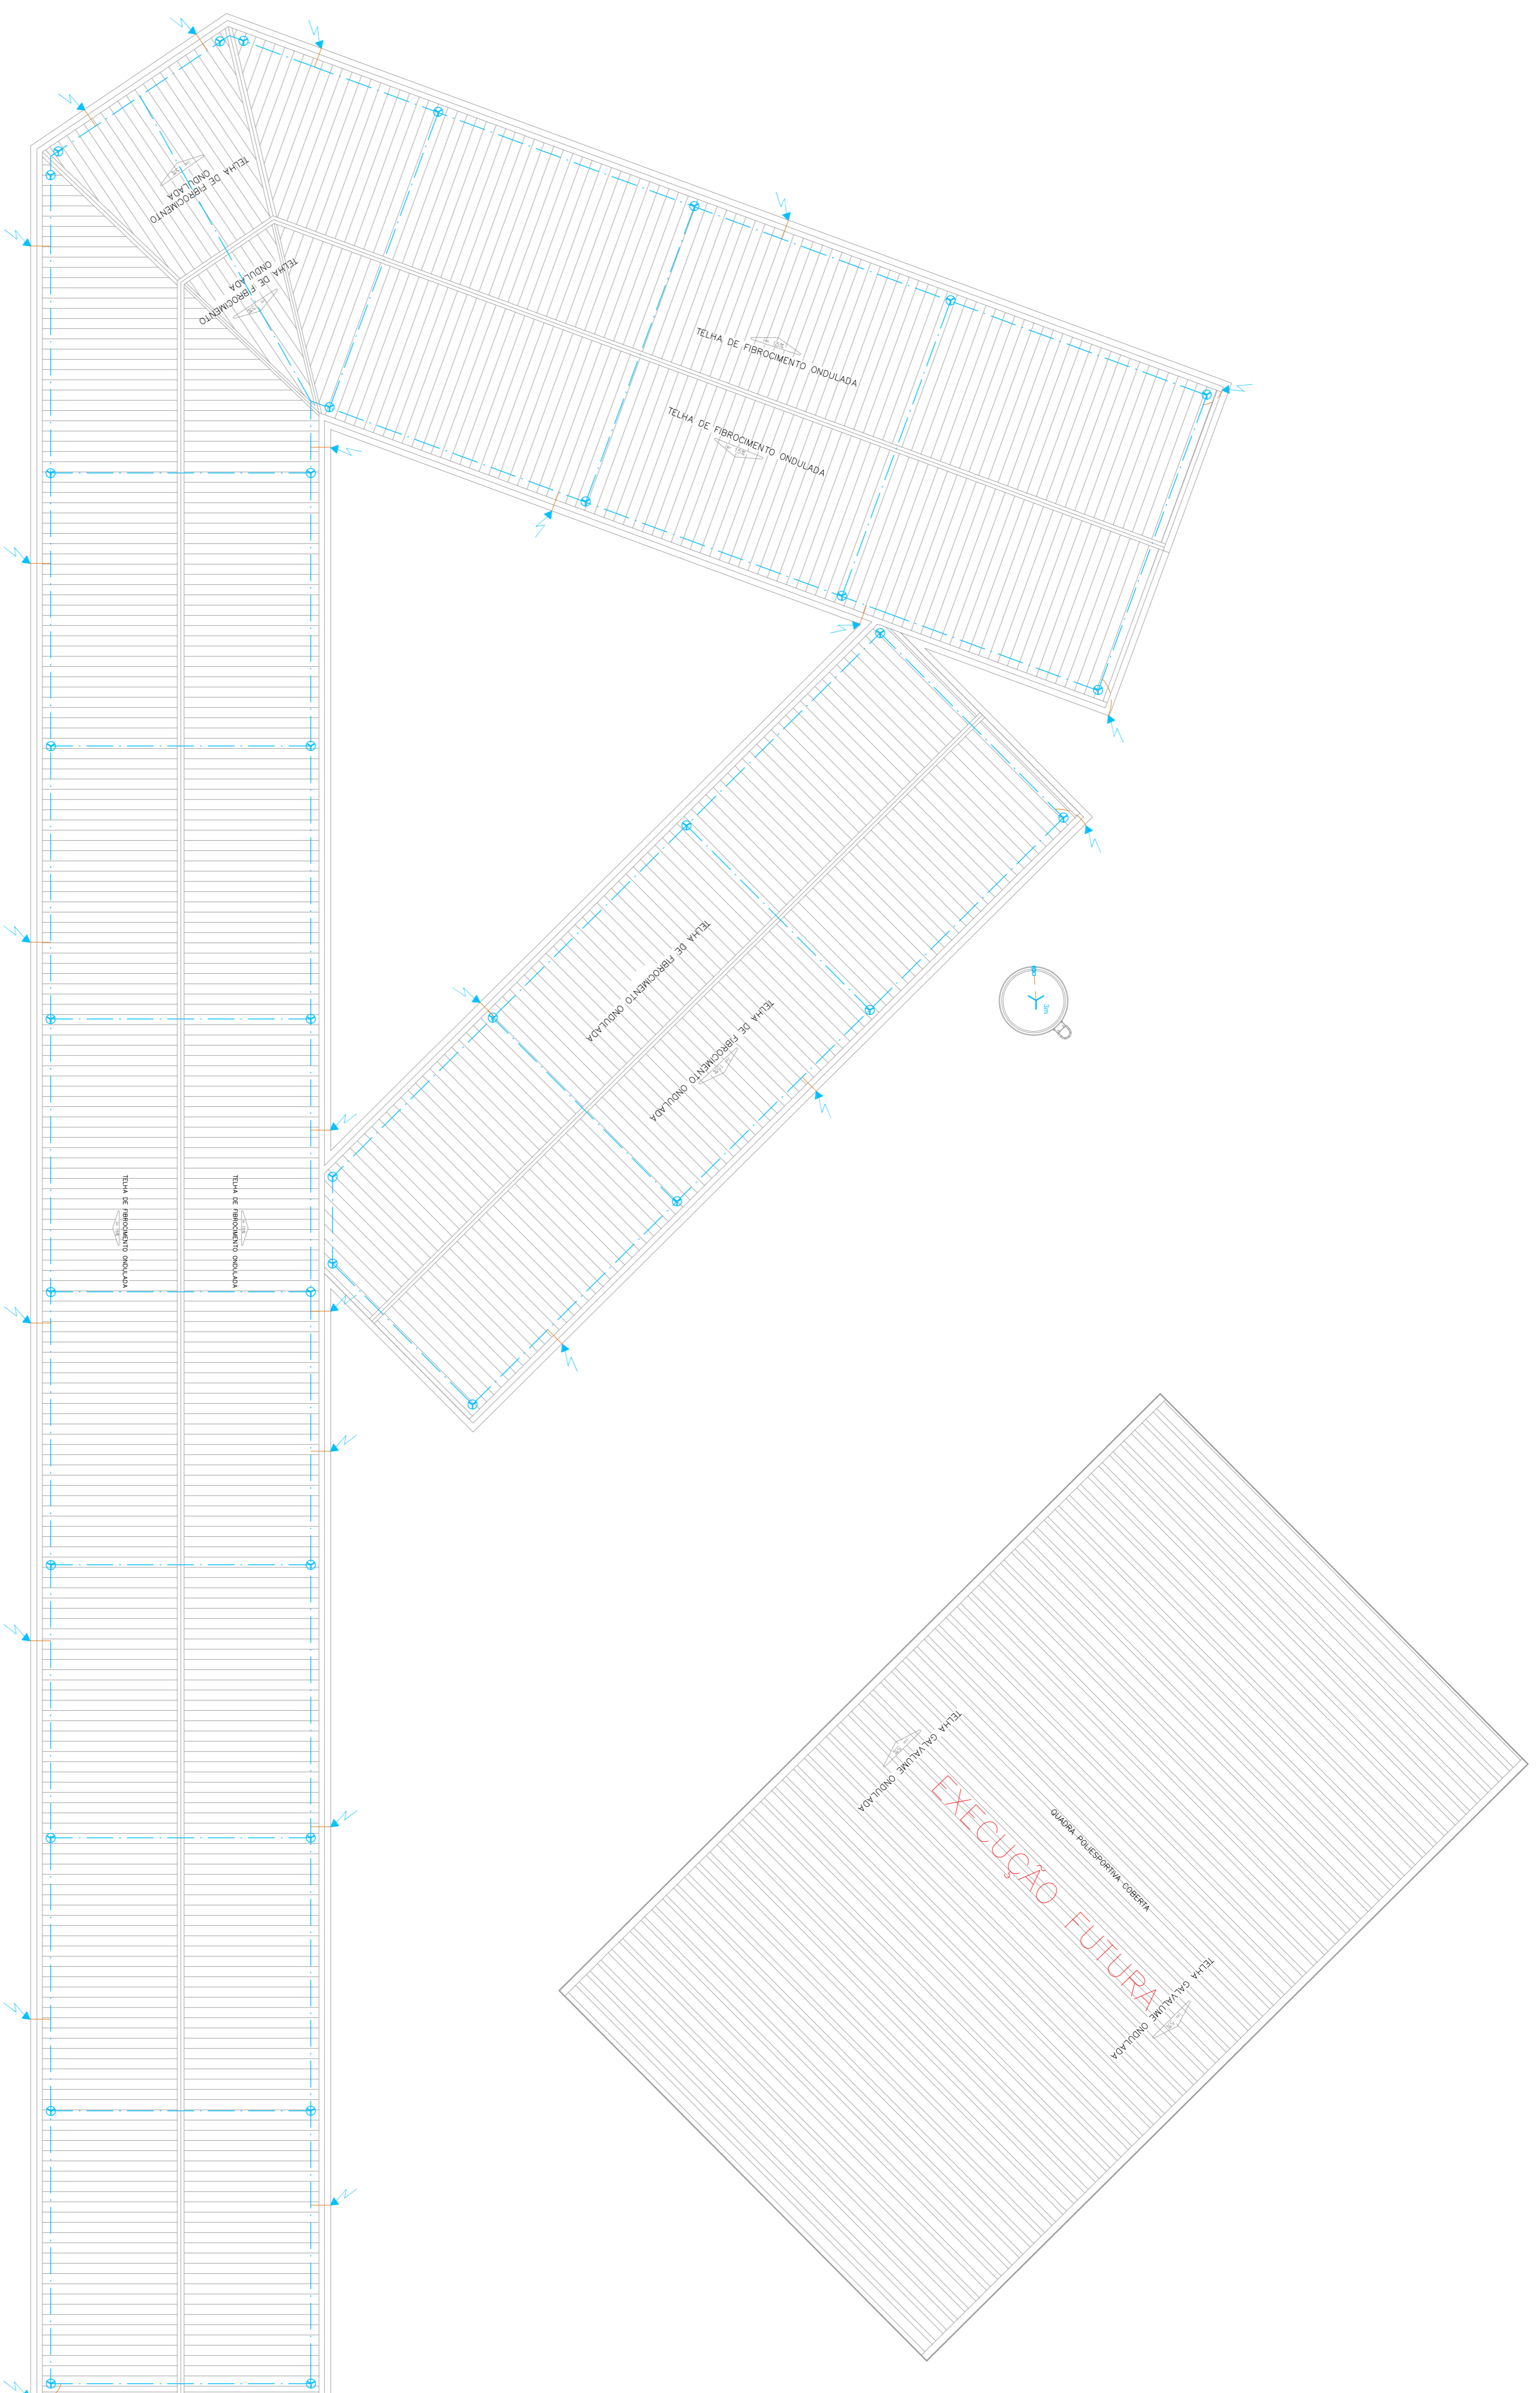 TELHA DE FIBROCIMENTO
ONDULADA
TELHA DE FIBROCIMENTO
ONDULADA
TELHA DE FIBROCIMENTO ONDULADA
TELHA DE FIBROCIMENTO ONDULADA
TELHA DE FIBROCIMENTO ONDULADA
TELHA DE FIBROCIMENTO ONDULADA
3m
TELHA DE FIBROCIMENTO ONDULADA
TELHA DE FIBROCIMENTO ONDULADA
TELHA GALVALUME ONDULADA
EXECUÇÃO FUTURA
QUADRA POLIESPORTIVA COBERTA
TELHA GALVALUME ONDULADA